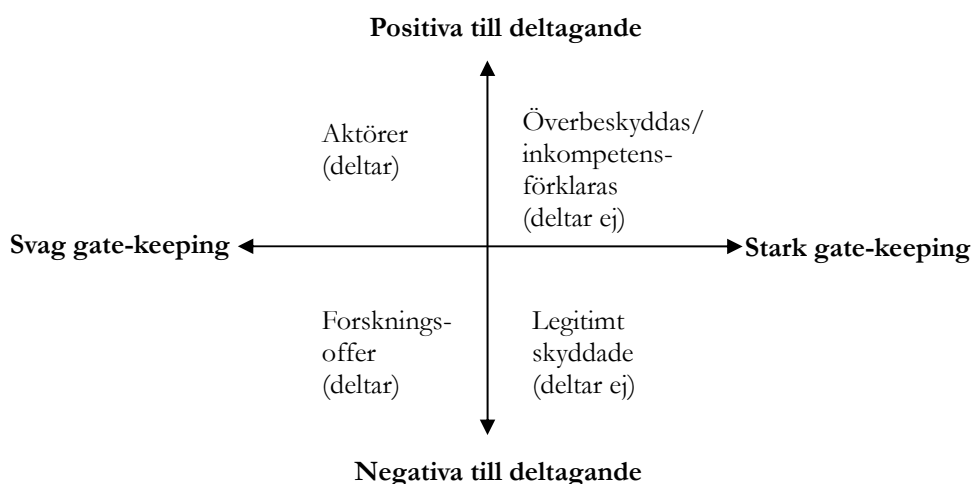 Positiva till deltagande
Aktörer
(deltar)
Överbeskyddas/
inkompetens-
förklaras
(deltar ej)
Svag gate-keeping
Stark gate-keeping
Forsknings-
offer
(deltar)
Legitimt
skyddade
(deltar ej)
Negativa till deltagande